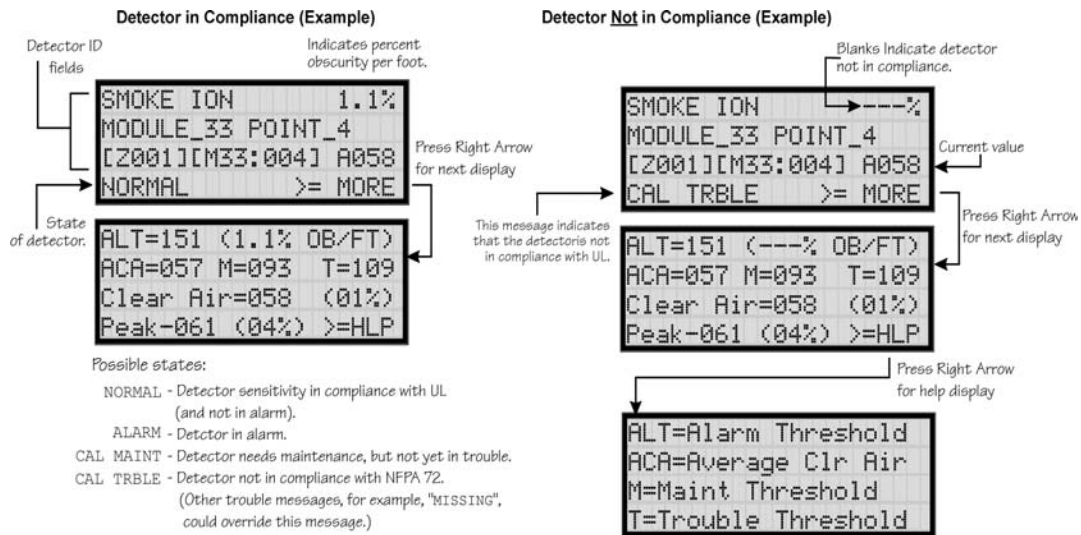 Detector in Compliance (Example)
Detector ID
fields
Indicates percent
obscurity per foot.
SMOKE ION 1.1%
MODULE_33 POINT_4
[Z001][M33:004] A058
NORMAL >= MORE
Press Right Arrow
for next display
State
of detector.
ALT=151 (1.1% OB/FT)
ACA=057 M=093 T=109
Clear Air=058 (01%)
Peak-061 (04%) >=HLP
Possible states:
NORMAL - Detector sensitivity in compliance with UL
(and not in alarm).
ALARM - Detctor in alarm.
CAL MAINT - Detector needs maintenance, but not yet in trouble.
CAL TRBLE - Detector not in compliance with NFPA 72.
(Other trouble messages, for example, "MISSING",
could override this message.)
Detector Not in Compliance (Example)
Blanks Indicate detector
not in compliance.
SMOKE ION ---%
MODULE_33 POINT_4
[Z001][M33:004] A058
CAL TRBLE >= MORE
Current value
This message indicates
that the detectoris not
in compliance with UL.
Press Right Arrow
for next display
ALT=151 (---% OB/FT)
ACA=057 M=093 T=109
Clear Air=058 (01%)
Peak-061 (04%) >=HLP
Press Right Arrow
for help display
ALT=Alarm Threshold
ACA=Average Clr Air
M=Maint Threshold
T=Trouble Threshold